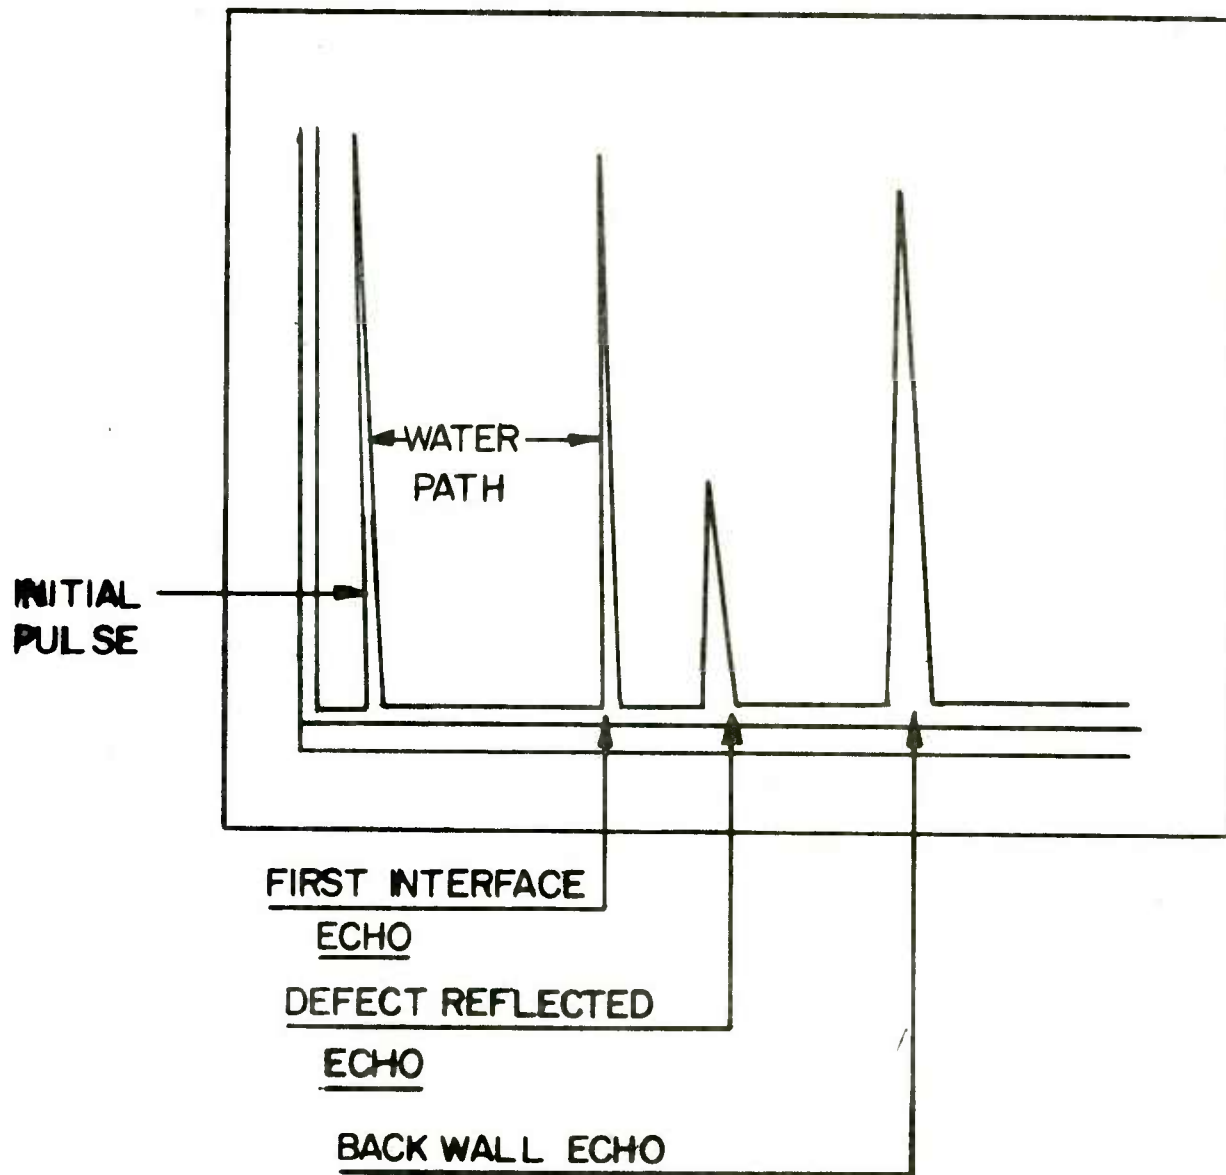 WATER
PATH
INITIAL
PULSE
FIRST INTERFACE
ECHO
DEFECT REFLECTED
ECHO
BACK WALL ECHO